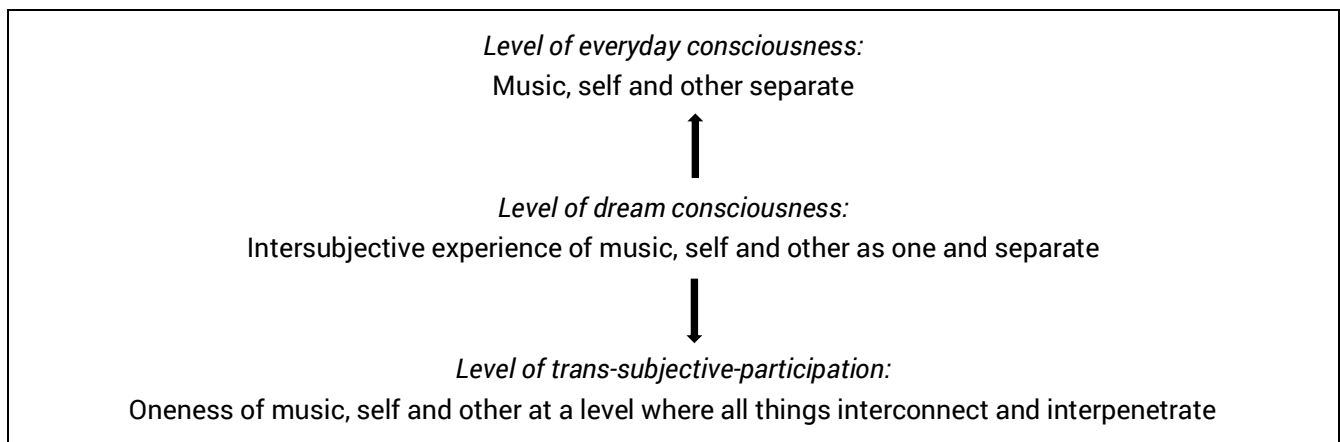 Level of everyday consciousness:
Music, self and other separate
Level of dream consciousness:
Intersubjective experience of music, self and other as one and separate
Level of trans-subjective-participation:
Oneness of music, self and other at a level where all things interconnect and interpenetrate